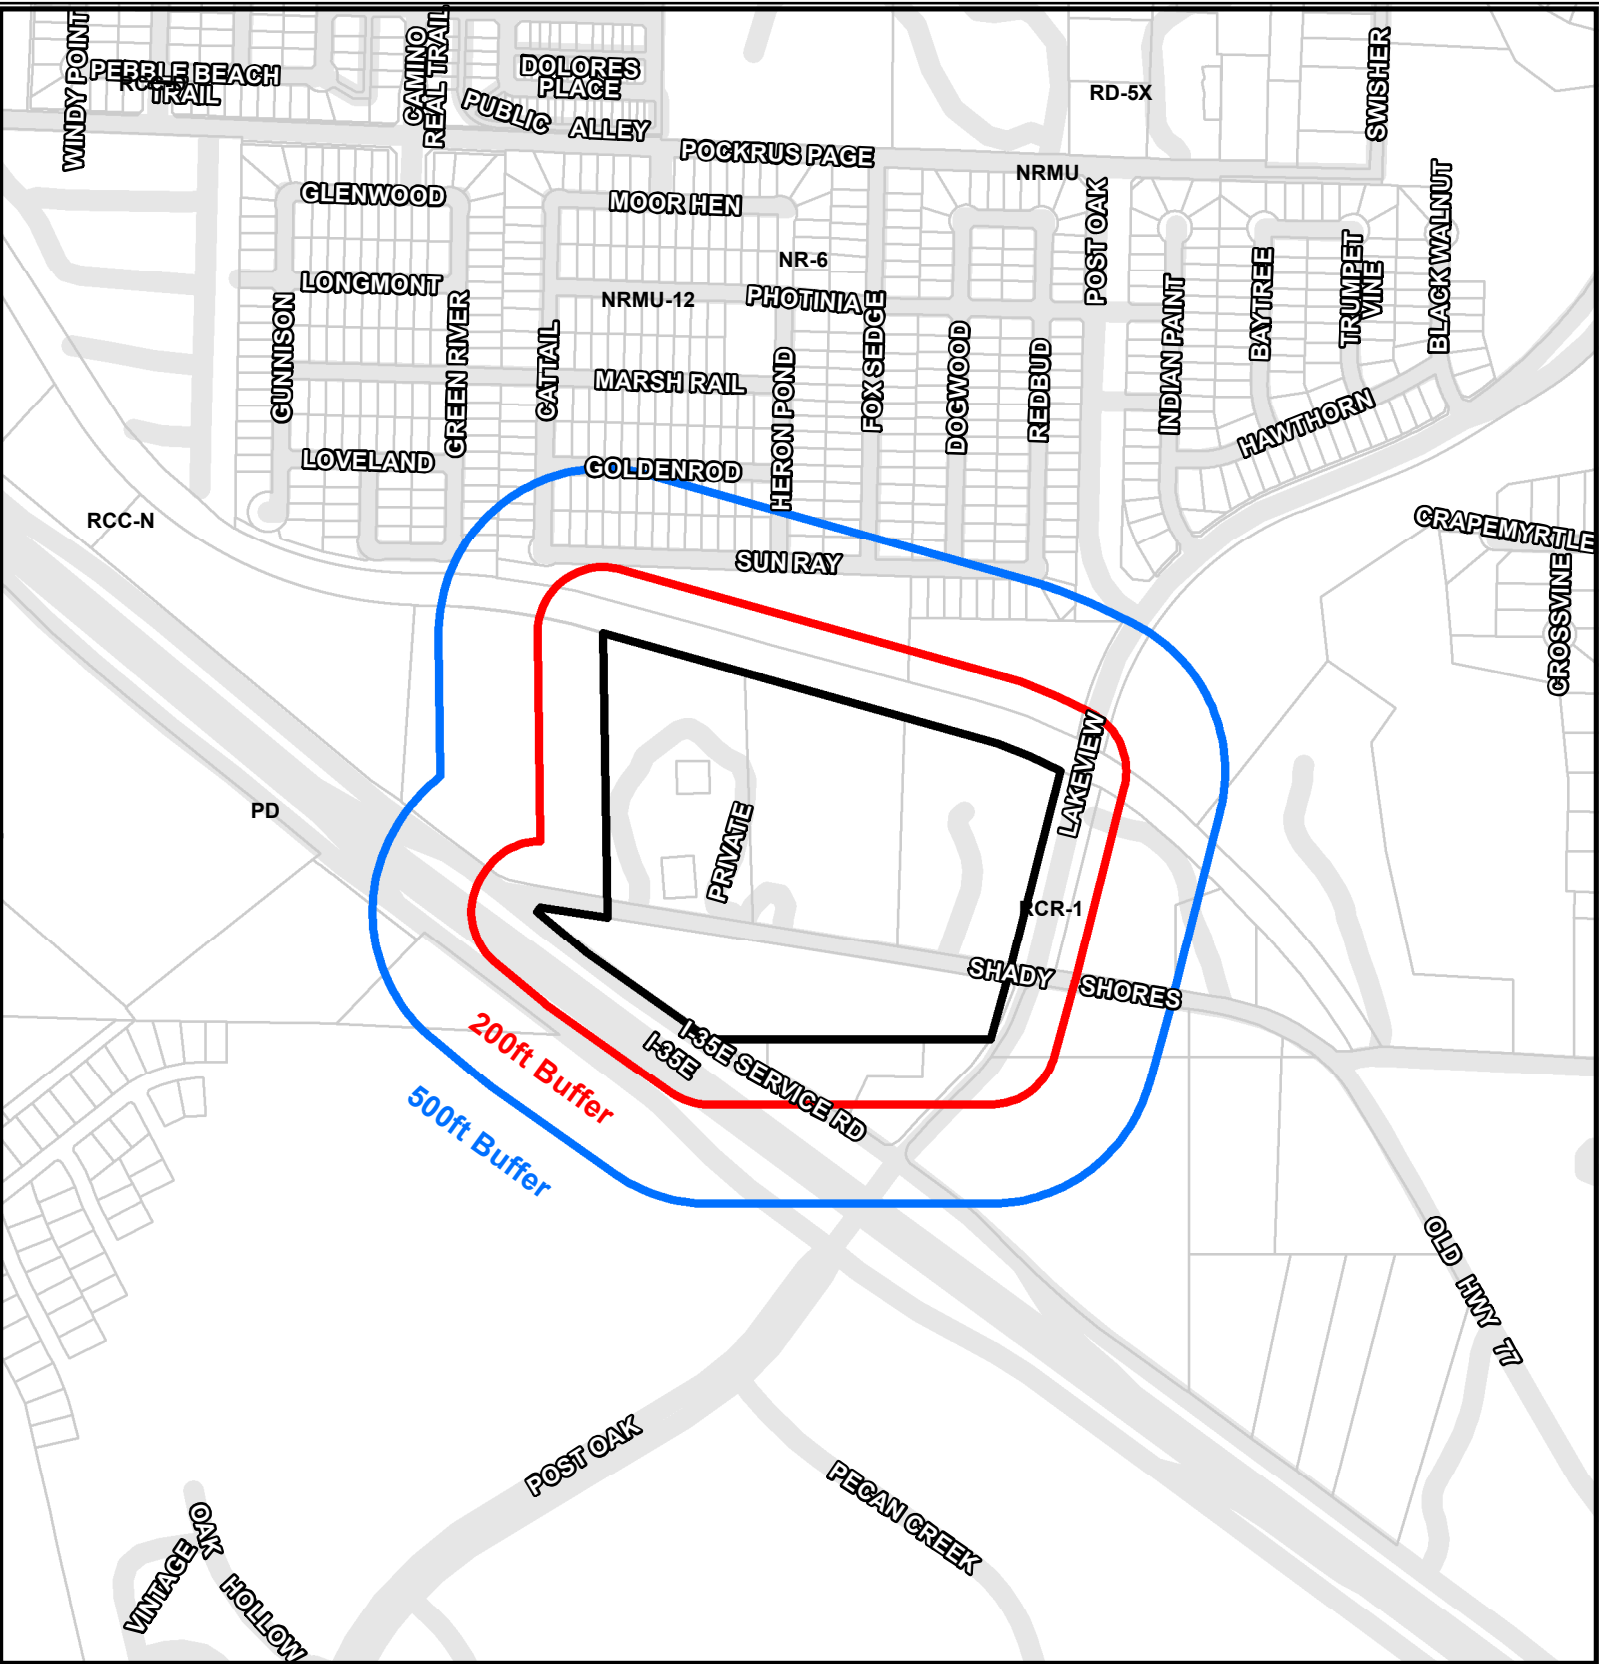 WINDY POINT
PEBBLE BEACH
TRAIL
CAMINO
REAL TRAIL
DOLORES
PLACE
PUBLIC ALLEY
RD-5X
SWISHER
POCKRUS PAGE
NRMU
GLENWOOD
MOOR HEN
POST OAK
BLACKWALNUT
NR-6
LONGMONT
NRMU-12
PHOTINIA
GUNNISON
GREEN RIVER
CATTAIL
FOX SEDGE
INDIAN PAINT
BAYTREE
TRUMPET
VINE
MARSH RAIL
HERON POND
DOGWOOD
REDBUD
HAWTHORN
LOVELAND
GOLDENROD
RCC-N
CRAPEMYRTLE
SUN RAY
CROSSVINE
LAKEVIEW
PD
PRIVATE
RCR-1
SHADY SHORES
200ft Buffer
I-35E SERVICE RD
I-35E
500ft Buffer
OLD HWY 77
POST OAK
PECAN CREEK
VINTAGE
OAK HOLLOW